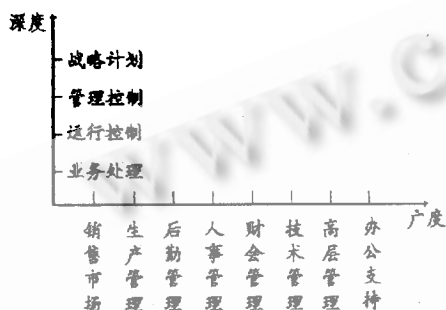 深度
战略计划
管理控制
运行控制
业务处理
广度
销售市场
生产管理
后勤管理
人事管理
财会管理
技术管理
高层管理
办公支持
www.c